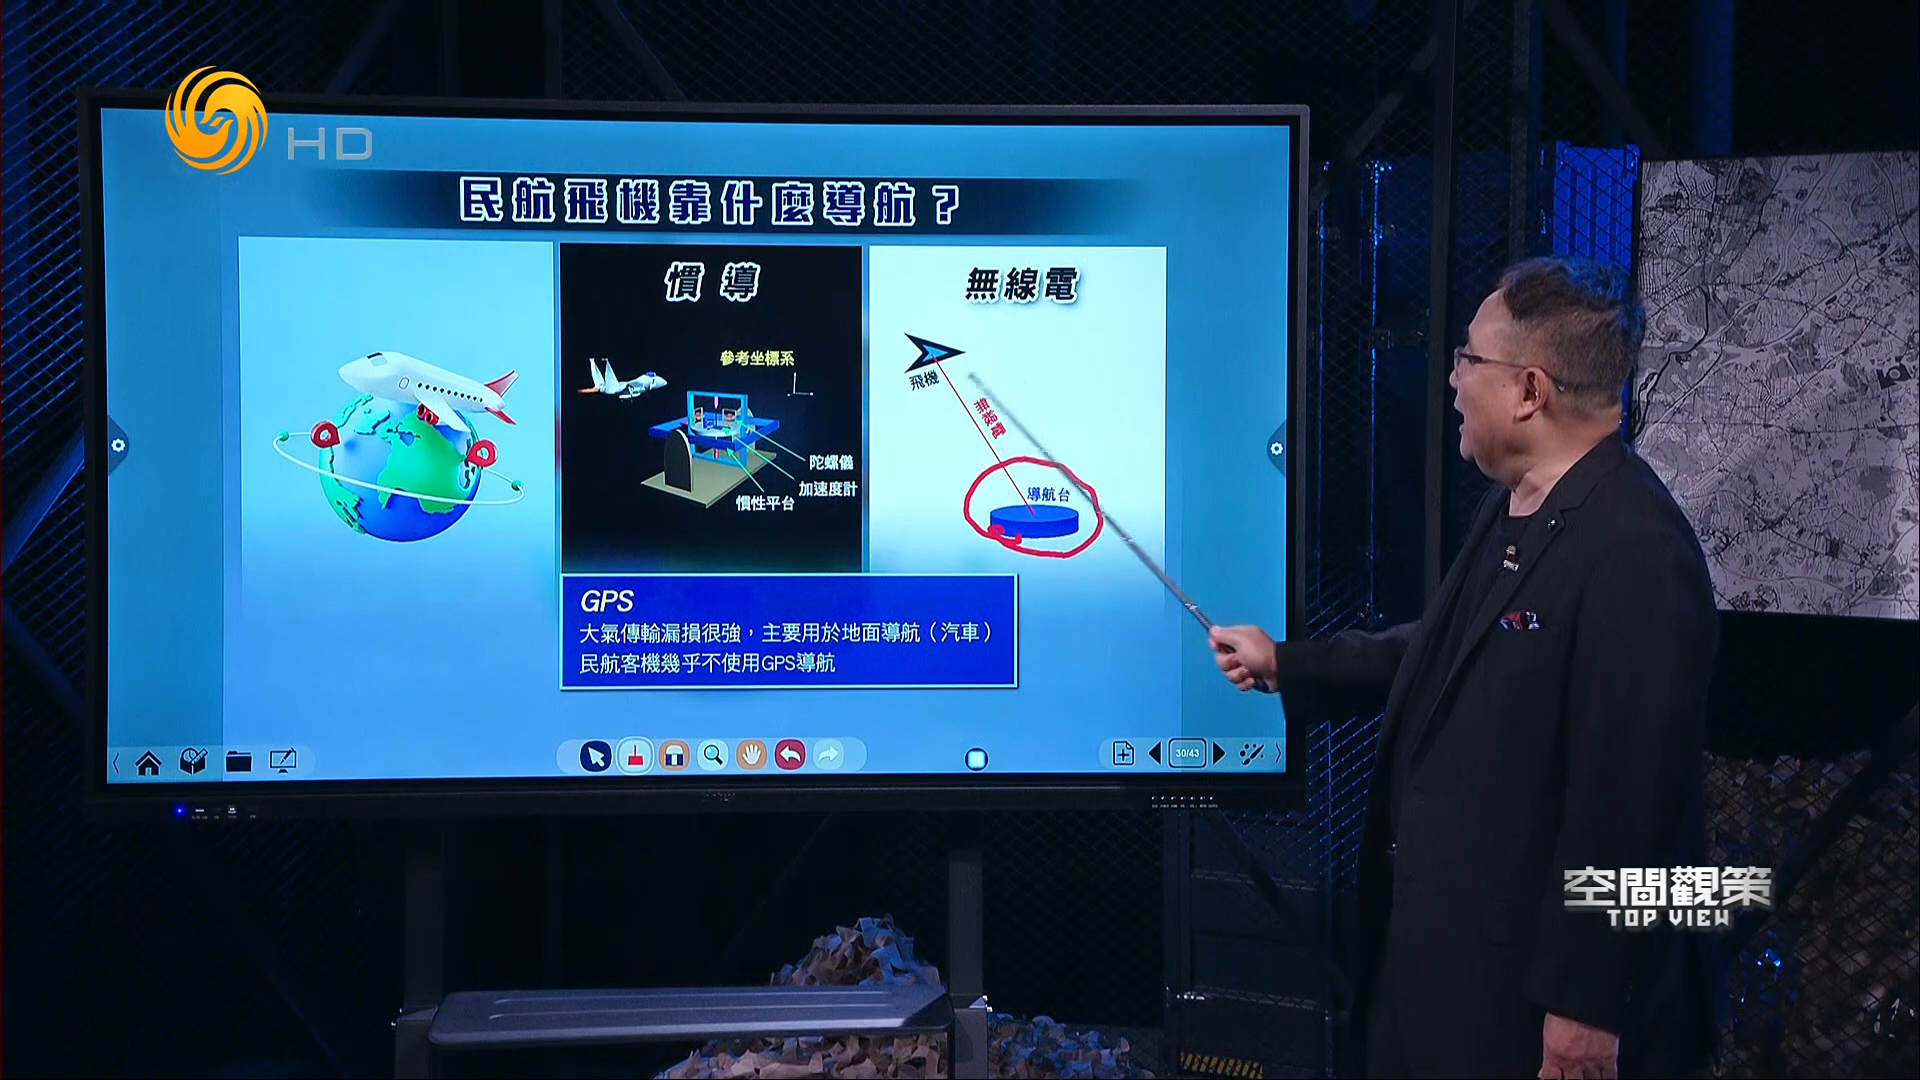 HD
民航飛機靠什麼導航？
慣導
參考坐標系
陀螺儀
加速度計
慣性平台
無線電
飛機
無線電
導航台
GPS
大氣傳輸漏損很強，主要用於地面導航（汽車）
民航客機幾乎不使用GPS導航
30/43
空間觀策
TOP VIEW